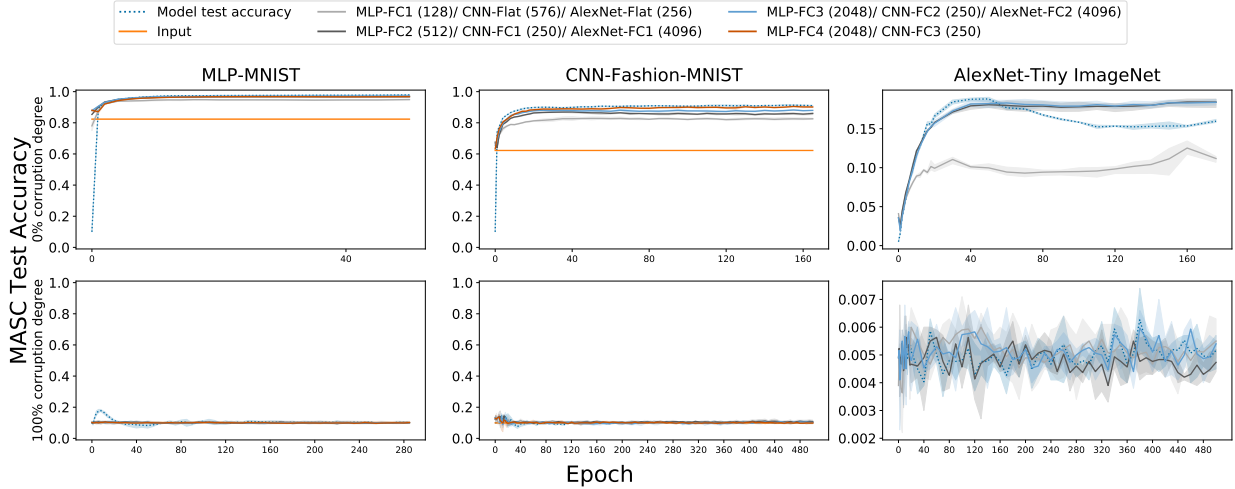 Model test accuracy
Input
MLP-FC1 (128)/ CNN-Flat (576)/ AlexNet-Flat (256)
MLP-FC2 (512)/ CNN-FC1 (250)/ AlexNet-FC1 (4096)
MLP-FC3 (2048)/ CNN-FC2 (250)/ AlexNet-FC2 (4096)
MLP-FC4 (2048)/ CNN-FC3 (250)
MASC Test Accuracy
0% corruption degree
MLP-MNIST
1.0
0.8
0.6
0.4
0.2
0.0
0 40
CNN-Fashion-MNIST
1.0
0.8
0.6
0.4
0.2
0.0
0 40 80 120 160
AlexNet-Tiny ImageNet
0.15
0.10
0.05
0.00
0 40 80 120 160
100% corruption degree
1.0
0.8
0.6
0.4
0.2
0.0
0 40 80 120 160 200 240 280
1.0
0.8
0.6
0.4
0.2
0.0
0 40 80 120 160 200 240 280 320 360 400 440 480
0.007
0.006
0.005
0.004
0.003
0.002
0 40 80 120 160 200 240 280 320 360 400 440 480
Epoch